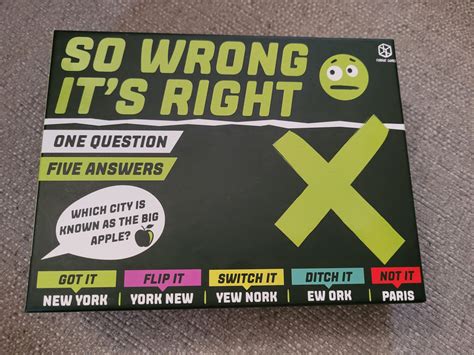 SO WRONG
IT'S RIGHT
ONE QUESTION
FIVE ANSWERS
WHICH CITY IS
KNOWN AS THE BIG
APPLE?
GOT IT
FLIP IT
SWITCH IT
DITCH IT
NOT IT
NEW YORK
YORK NEW
YEW NORK
EW ORK
PARIS